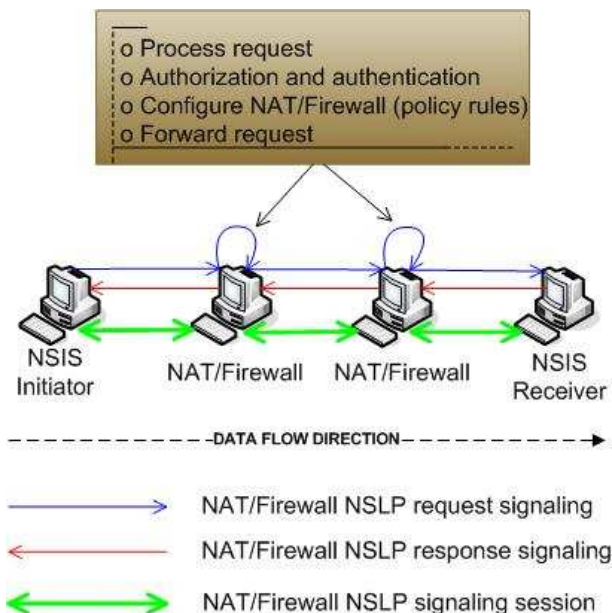 o Process request
o Authorization and authentication
o Configure NAT/Firewall (policy rules)
o Forward request
NSIS
Initiator
NAT/Firewall
NAT/Firewall
NSIS
Receiver
DATA FLOW DIRECTION
NAT/Firewall NSLP request signaling
NAT/Firewall NSLP response signaling
NAT/Firewall NSLP signaling session